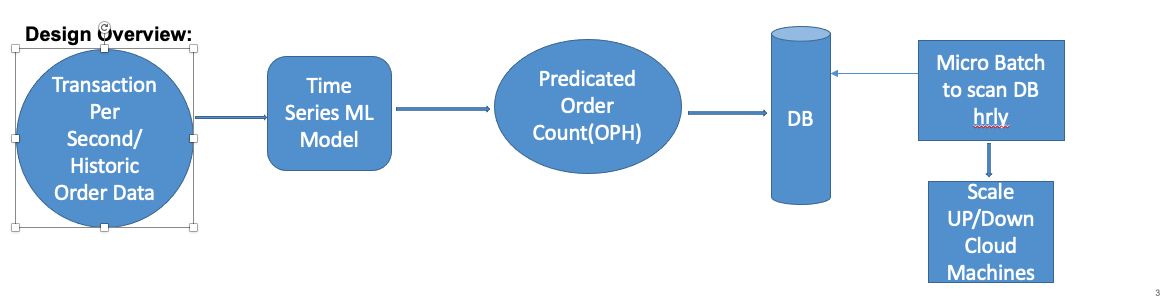 Design Overview:
Transaction
Per
Second/
Historic
Order Data
Time
Series ML
Model
Predicated
Order
Count(OPH)
DB
Micro Batch
to scan DB
hrly
Scale
UP/Down
Cloud
Machines
3